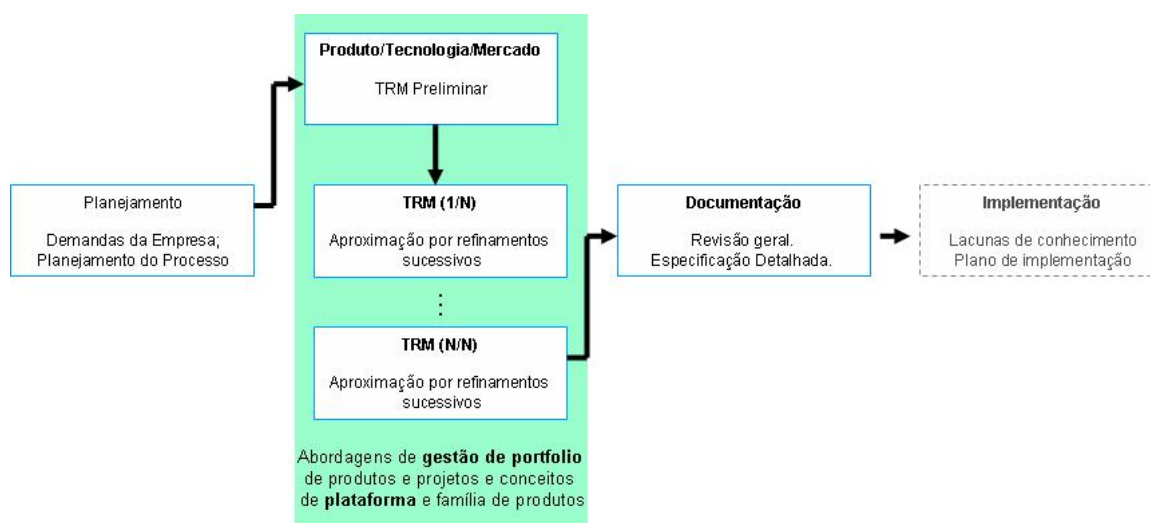 Planejamento
Demandas da Empresa;
Planejamento do Processo
Produto/Tecnologia/Mercado
TRM Preliminar
TRM (1/N)
Aproximação por refinamentos
sucessivos
⋮
TRM (N/N)
Aproximação por refinamentos
sucessivos
Abordagens de gestão de portfolio
de produtos e projetos e conceitos
de plataforma e família de produtos
Documentação
Revisão geral.
Especificação Detalhada.
Implementação
Lacunas de conhecimento
Plano de implementação